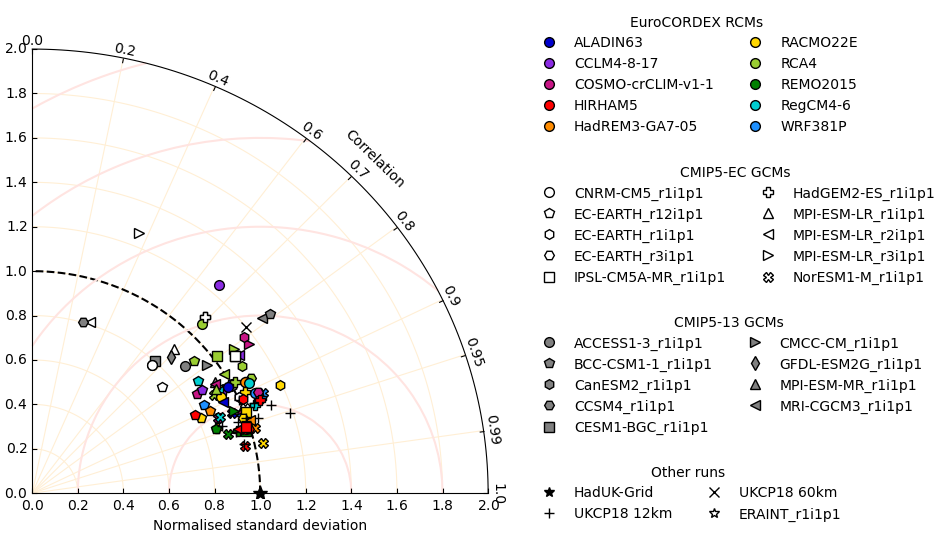 EuroCORDEX RCMs
ALADIN63 RACMO22E
CCLM4-8-17 RCA4
COSMO-crCLIM-v1-1 REMO2015
HIRHAM5 RegCM4-6
HadREM3-GA7-05 WRF381P
CMIP5-EC GCMs
CNRM-CM5_r1i1p1 HadGEM2-ES_r1i1p1
EC-EARTH_r12i1p1 MPI-ESM-LR_r1i1p1
EC-EARTH_r1i1p1 MPI-ESM-LR_r2i1p1
EC-EARTH_r3i1p1 MPI-ESM-LR_r3i1p1
IPSL-CM5A-MR_r1i1p1 NorESM1-M_r1i1p1
CMIP5-13 GCMs
ACCESS1-3_r1i1p1 CMCC-CM_r1i1p1
BCC-CSM1-1_r1i1p1 GFDL-ESM2G_r1i1p1
CanESM2_r1i1p1 MPI-ESM-MR_r1i1p1
CCSM4_r1i1p1 MRI-CGCM3_r1i1p1
CESM1-BGC_r1i1p1
Other runs
HadUK-Grid UKCP18 60km
UKCP18 12km ERAINT_r1i1p1
0.0
0.2
0.4
0.6
Correlation
0.7
0.8
0.9
0.95
0.99
1.0
2.0
1.8
1.6
1.4
1.2
1.0
0.8
0.6
0.4
0.2
0.0
0.0 0.2 0.4 0.6 0.8 1.0 1.2 1.4 1.6 1.8 2.0
Normalised standard deviation